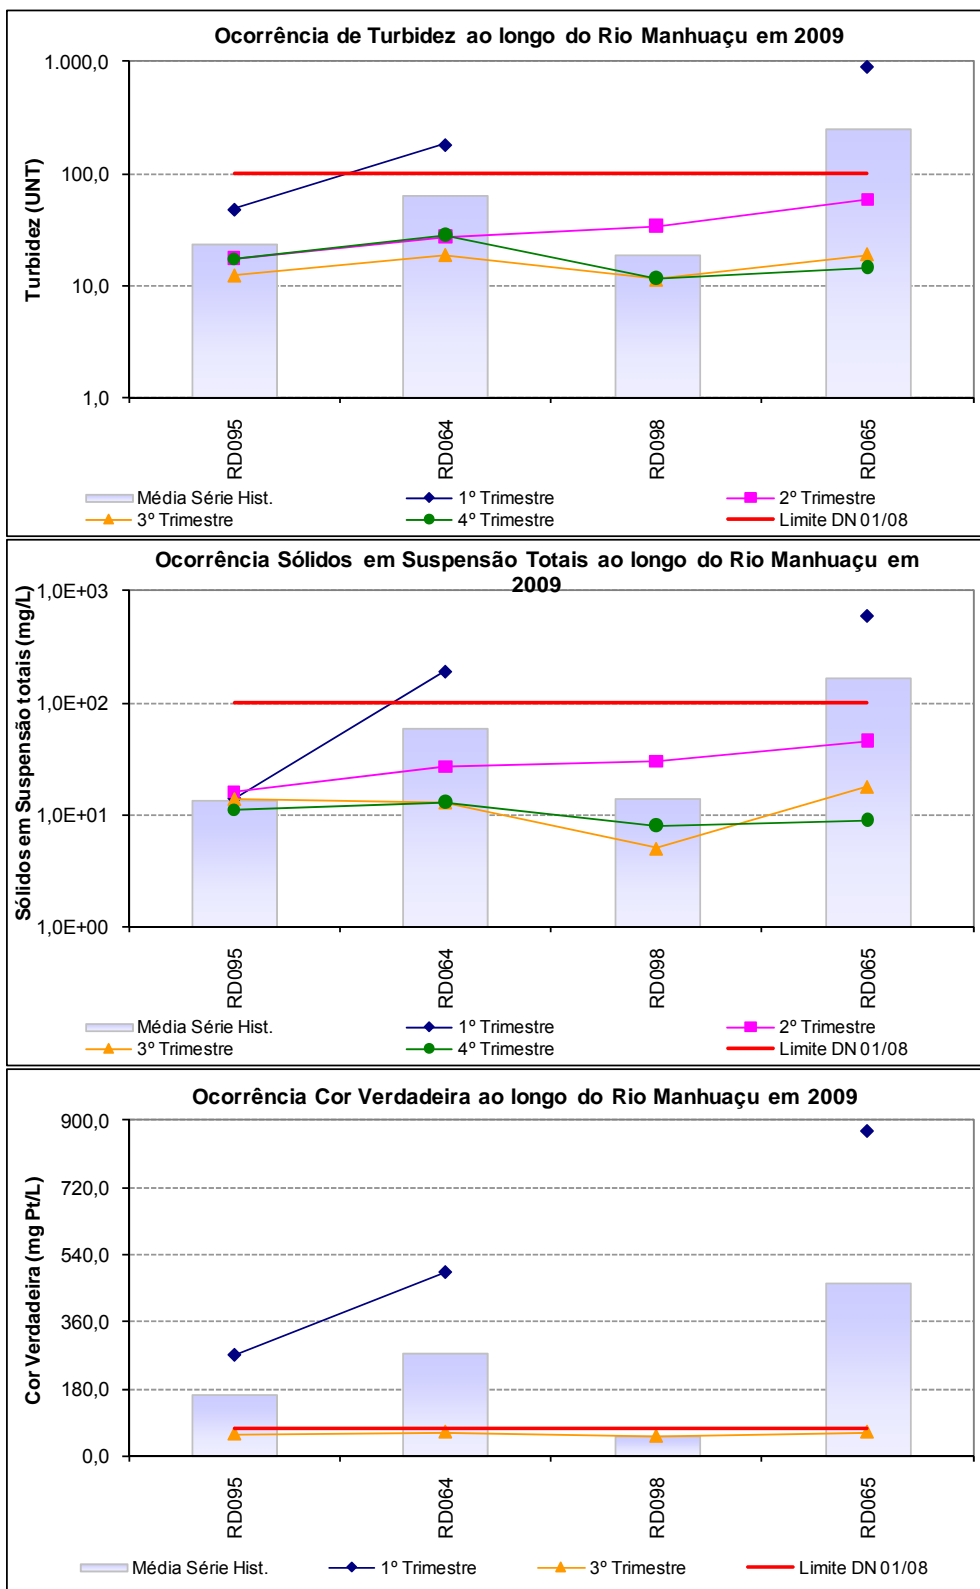 Ocorrência de Turbidez ao longo do Rio Manhuaçu em 2009
Turbidez (UNT)
1.000,0
100,0
10,0
1,0
RD095
RD064
RD098
RD065
Média Série Hist.
1º Trimestre
2º Trimestre
3º Trimestre
4º Trimestre
Limite DN 01/08
Ocorrência Sólidos em Suspensão Totais ao longo do Rio Manhuaçu em
2009
Sólidos em Suspensão totais (mg/L)
1,0E+03
1,0E+02
1,0E+01
1,0E+00
RD095
RD064
RD098
RD065
Média Série Hist.
1º Trimestre
2º Trimestre
3º Trimestre
4º Trimestre
Limite DN 01/08
Ocorrência Cor Verdadeira ao longo do Rio Manhuaçu em 2009
Cor Verdadeira (mg Pt/L)
900,0
720,0
540,0
360,0
180,0
0,0
RD095
RD064
RD098
RD065
Média Série Hist.
1º Trimestre
3º Trimestre
Limite DN 01/08